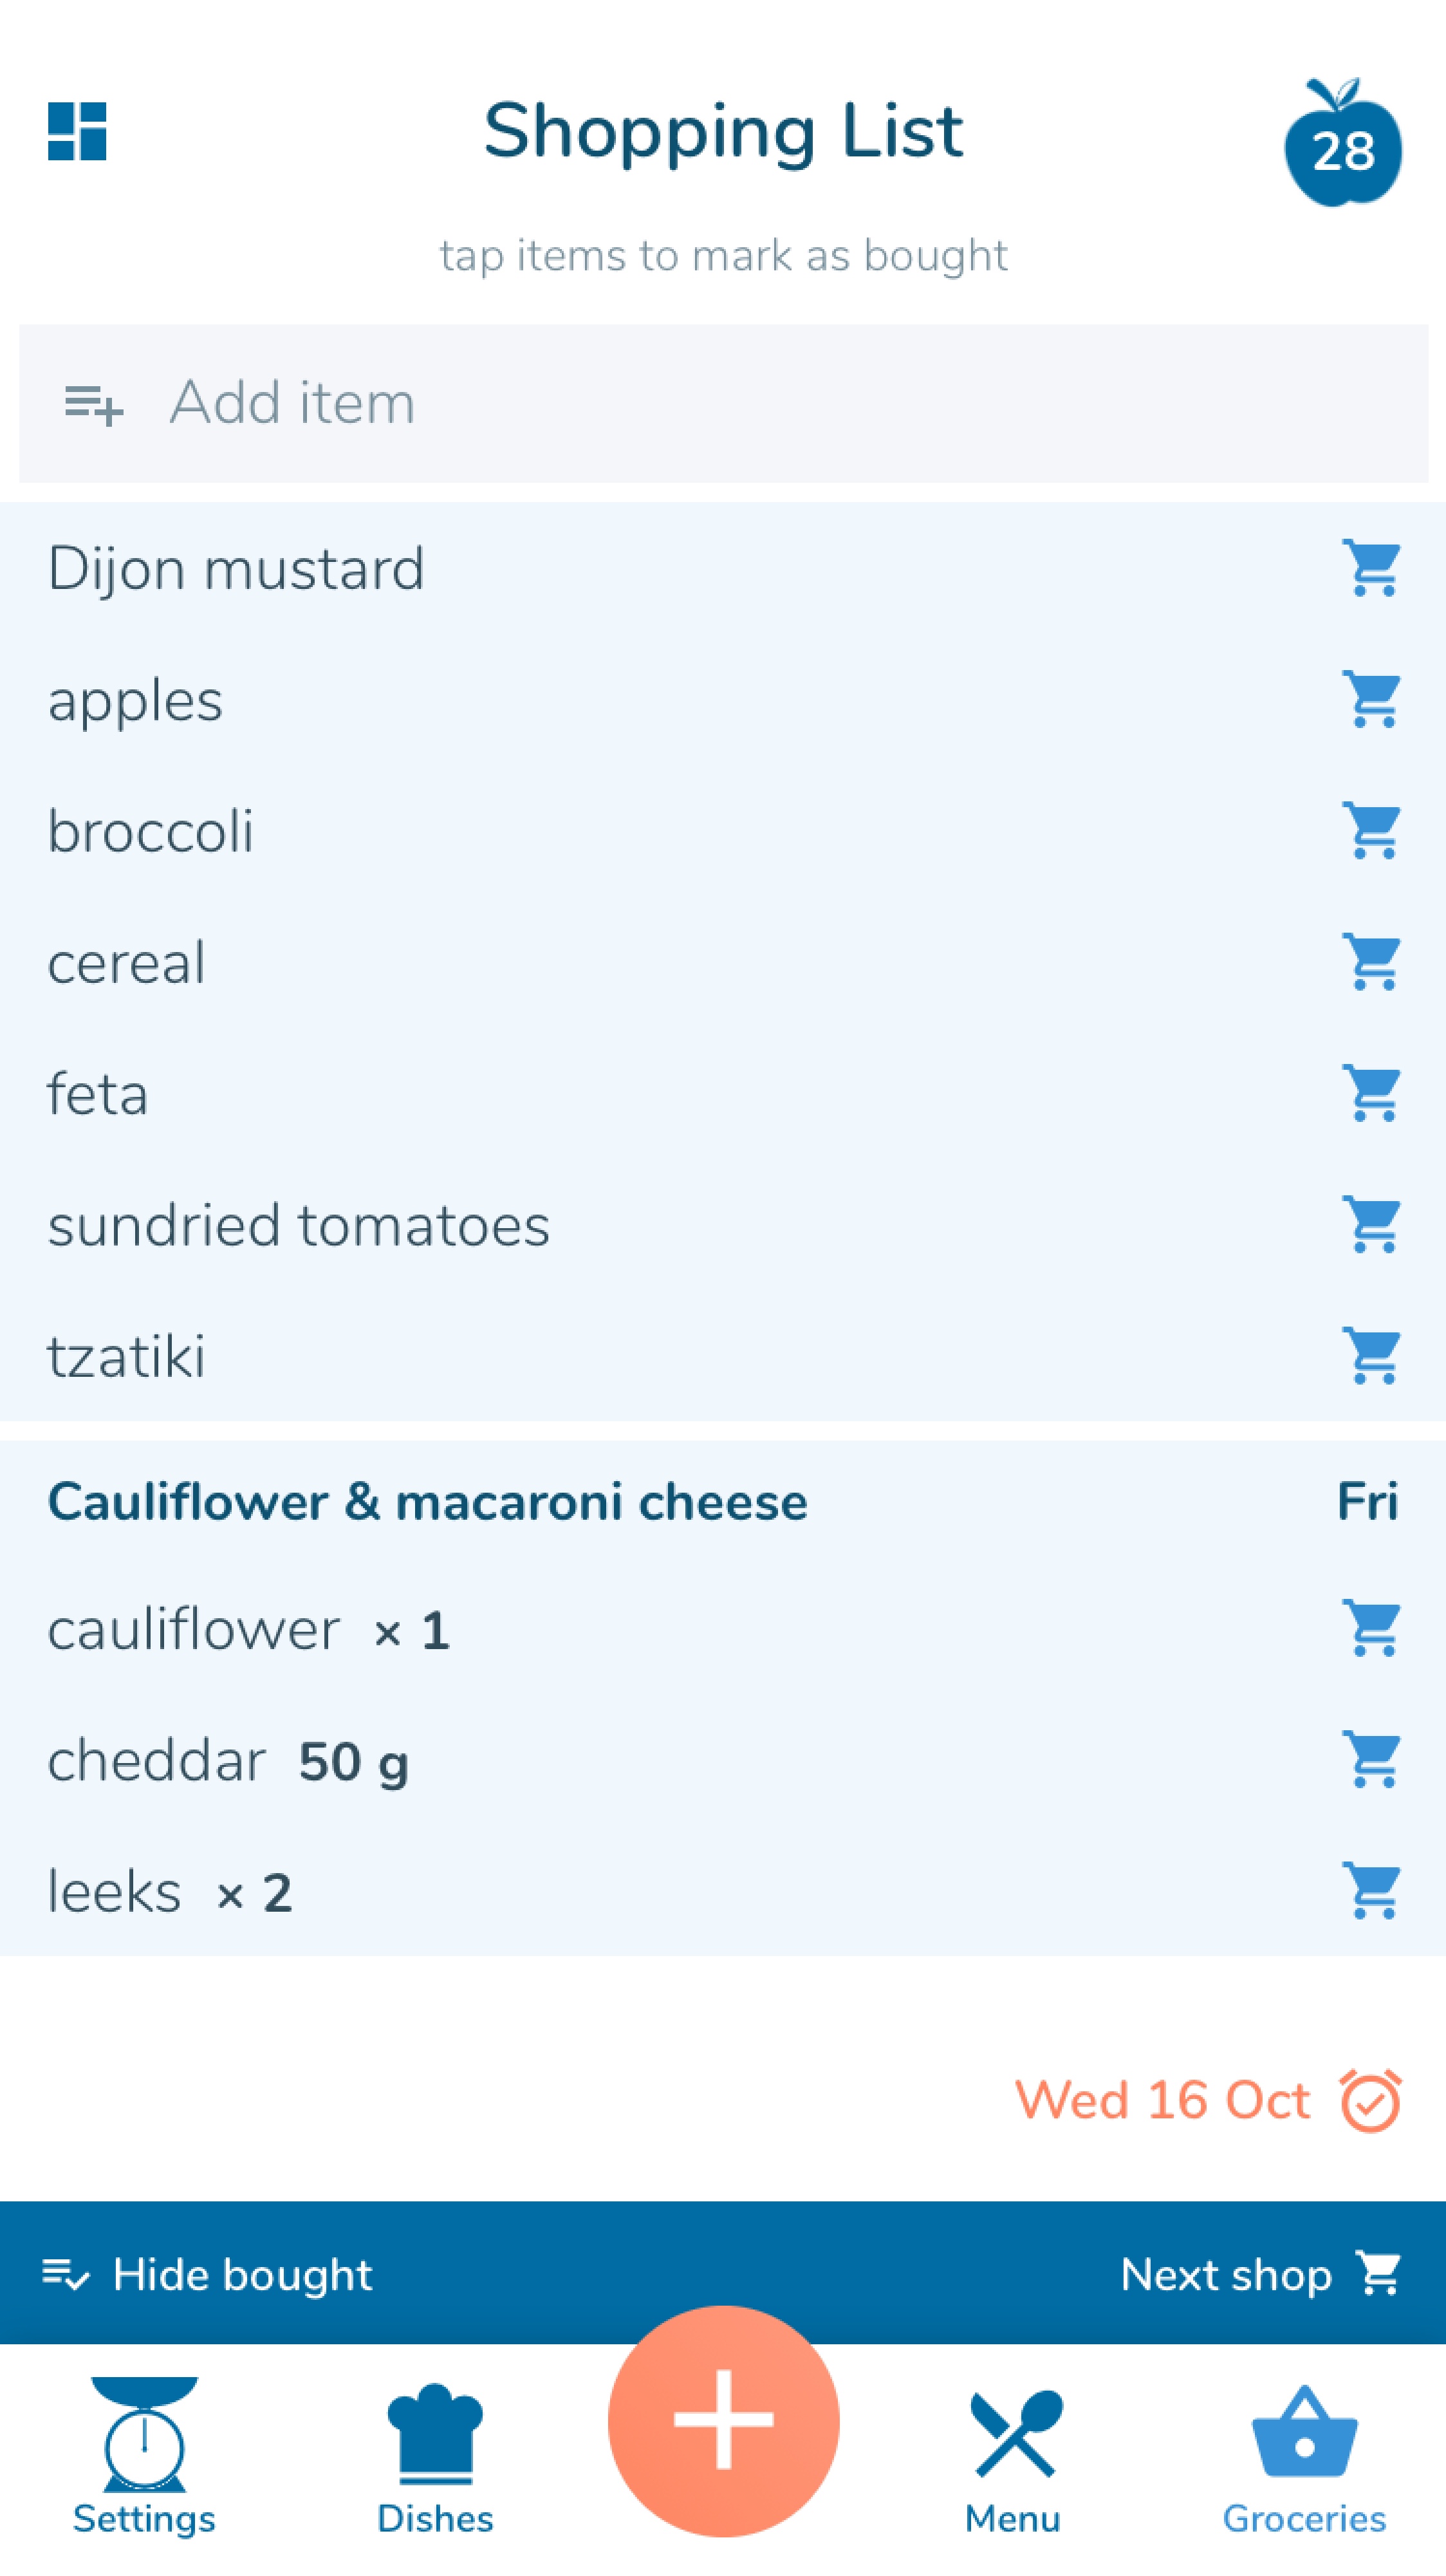 Shopping List
28
tap items to mark as bought
Add item
Dijon mustard
apples
broccoli
cereal
feta
sundried tomatoes
tzatiki
Cauliflower & macaroni cheese Fri
cauliflower × 1
cheddar 50 g
leeks × 2
Wed 16 Oct
Hide bought Next shop
Settings Dishes Menu Groceries